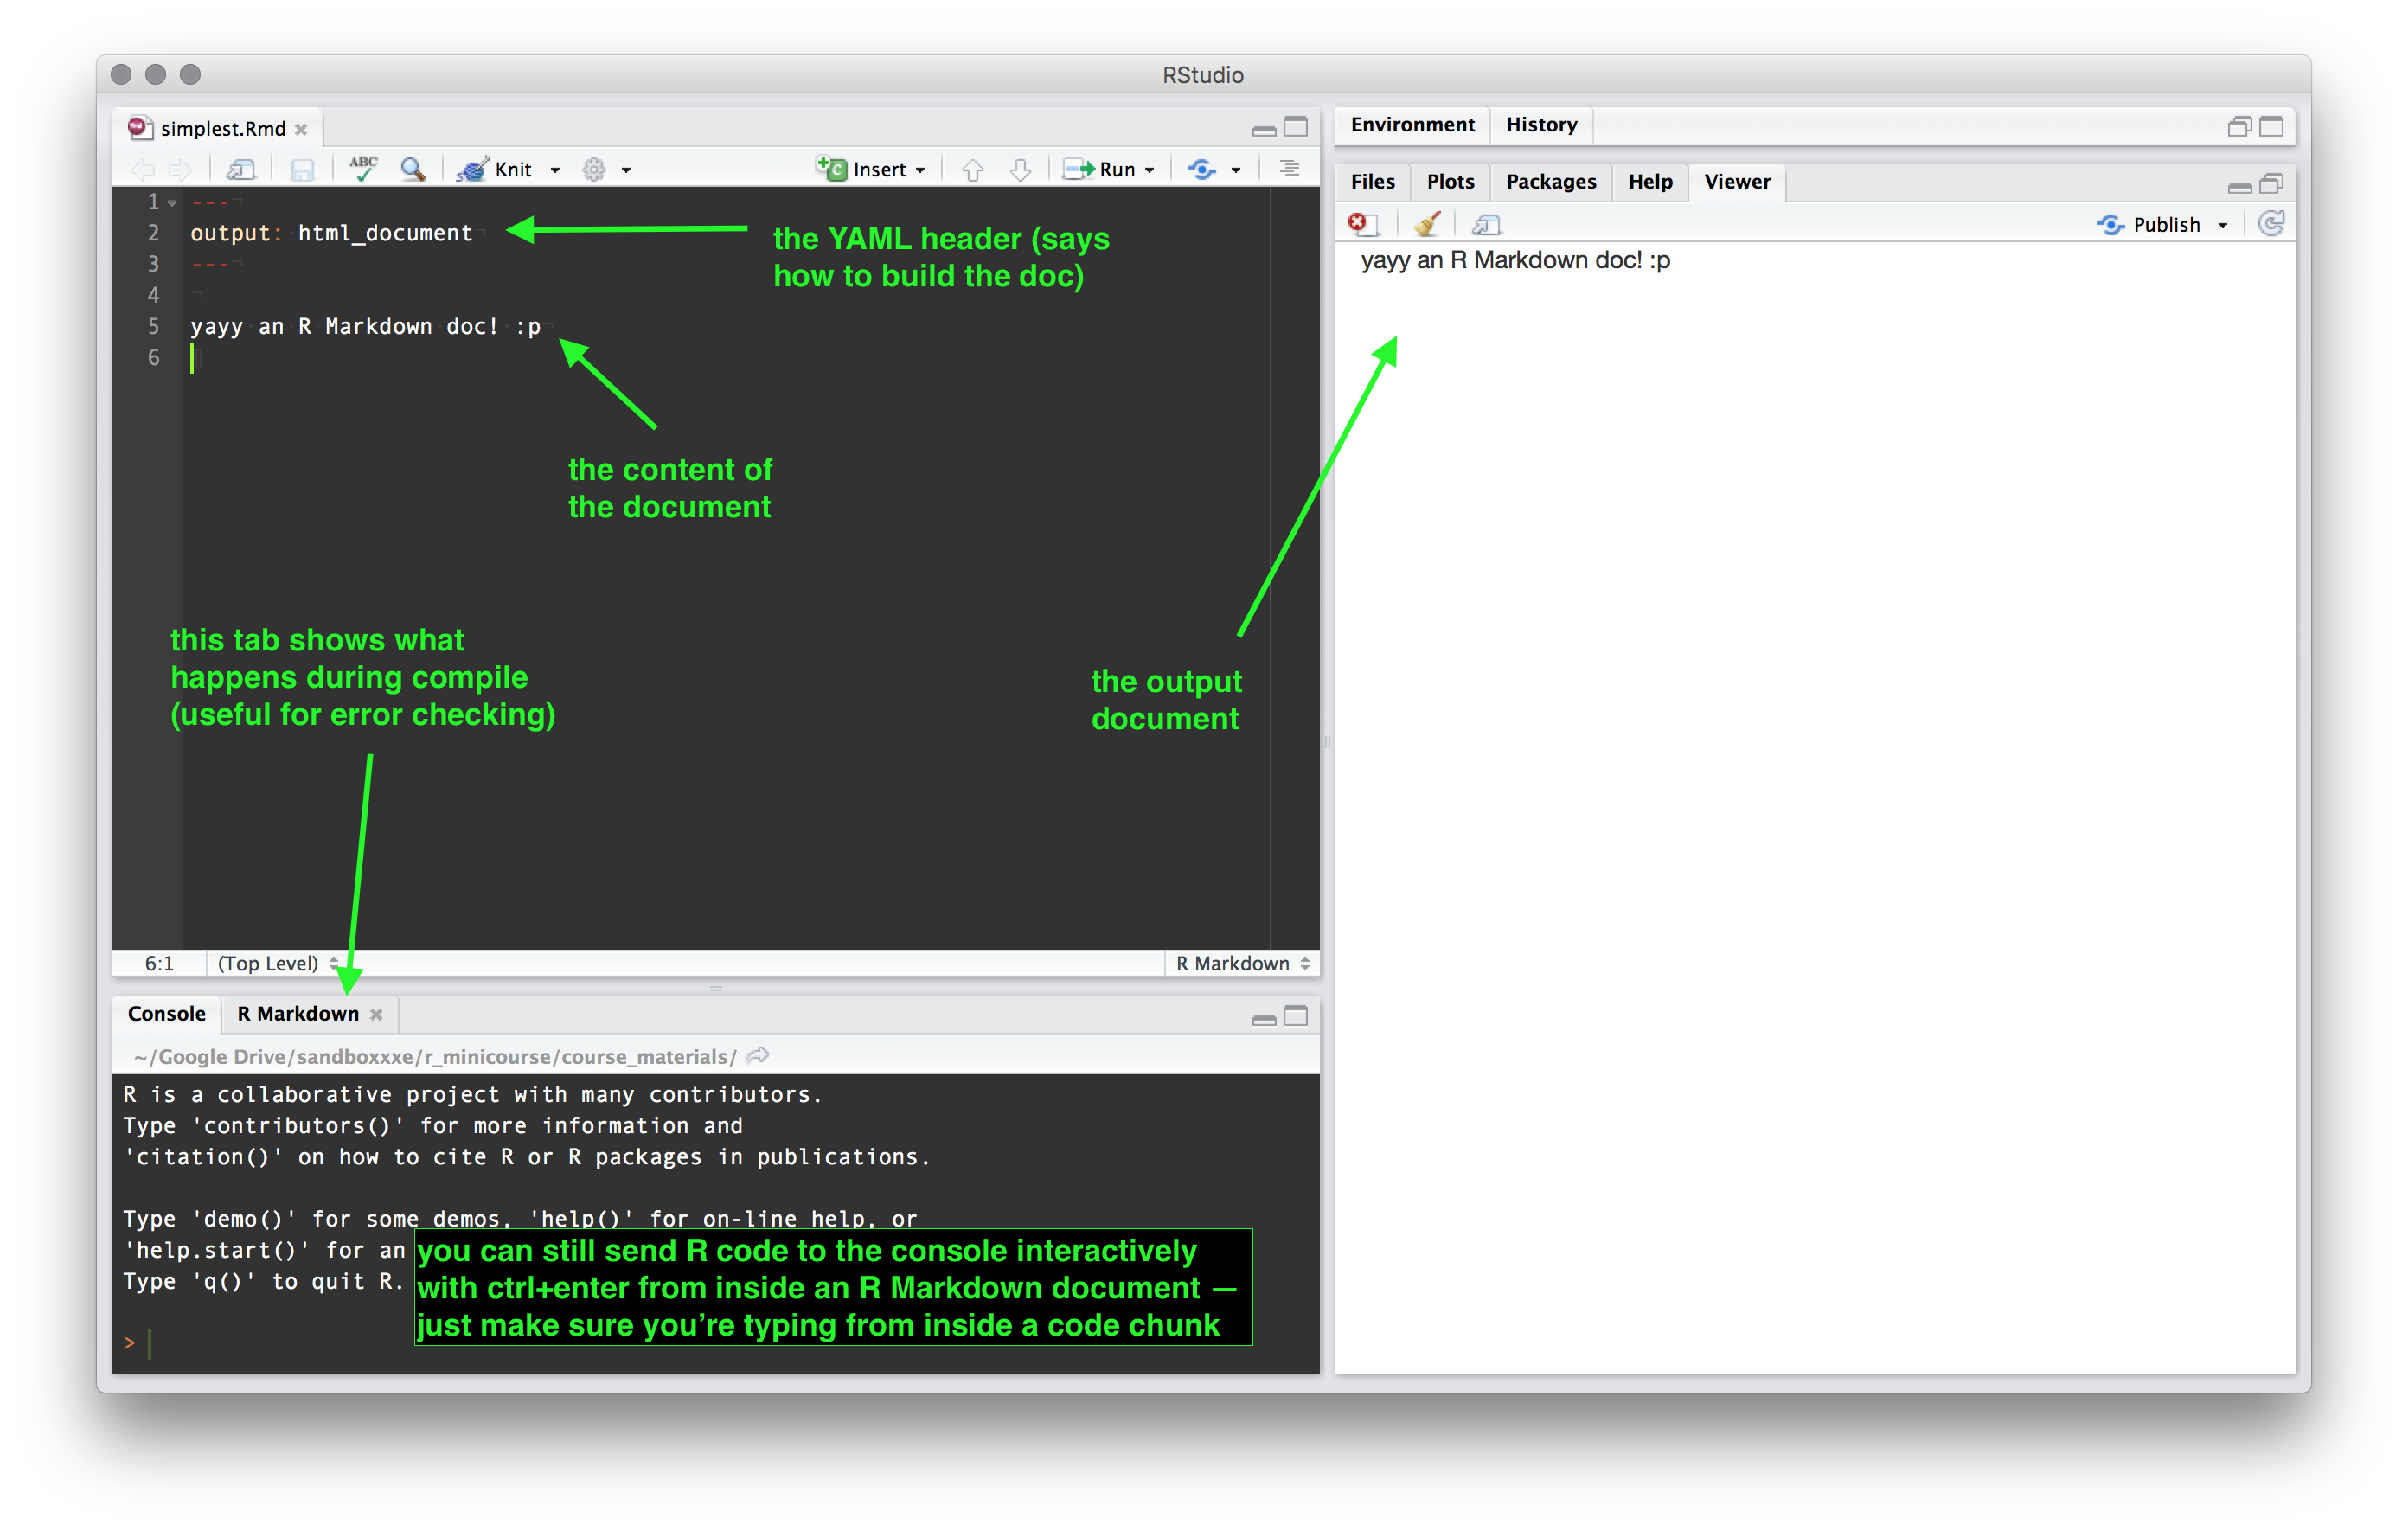 RStudio
simplest.Rmd
ABC
Knit
Insert
Run
1 ---
2 output: html_document
3 ---
4
5 yayy an R Markdown doc! :p
6
the YAML header (says
how to build the doc)
the content of
the document
this tab shows what
happens during compile
(useful for error checking)
the output
document
6:1 (Top Level) R Markdown
Console R Markdown
~/Google Drive/sandboxxxe/r_minicourse/course_materials/
R is a collaborative project with many contributors.
Type 'contributors()' for more information and
'citation()' on how to cite R or R packages in publications.
Type 'demo()' for some demos, 'help()' for on-line help, or
'help.start()' for an
Type 'q()' to quit R.
>
you can still send R code to the console interactively
with ctrl+enter from inside an R Markdown document —
just make sure you’re typing from inside a code chunk
Environment History
Files Plots Packages Help Viewer
Publish
yayy an R Markdown doc! :p